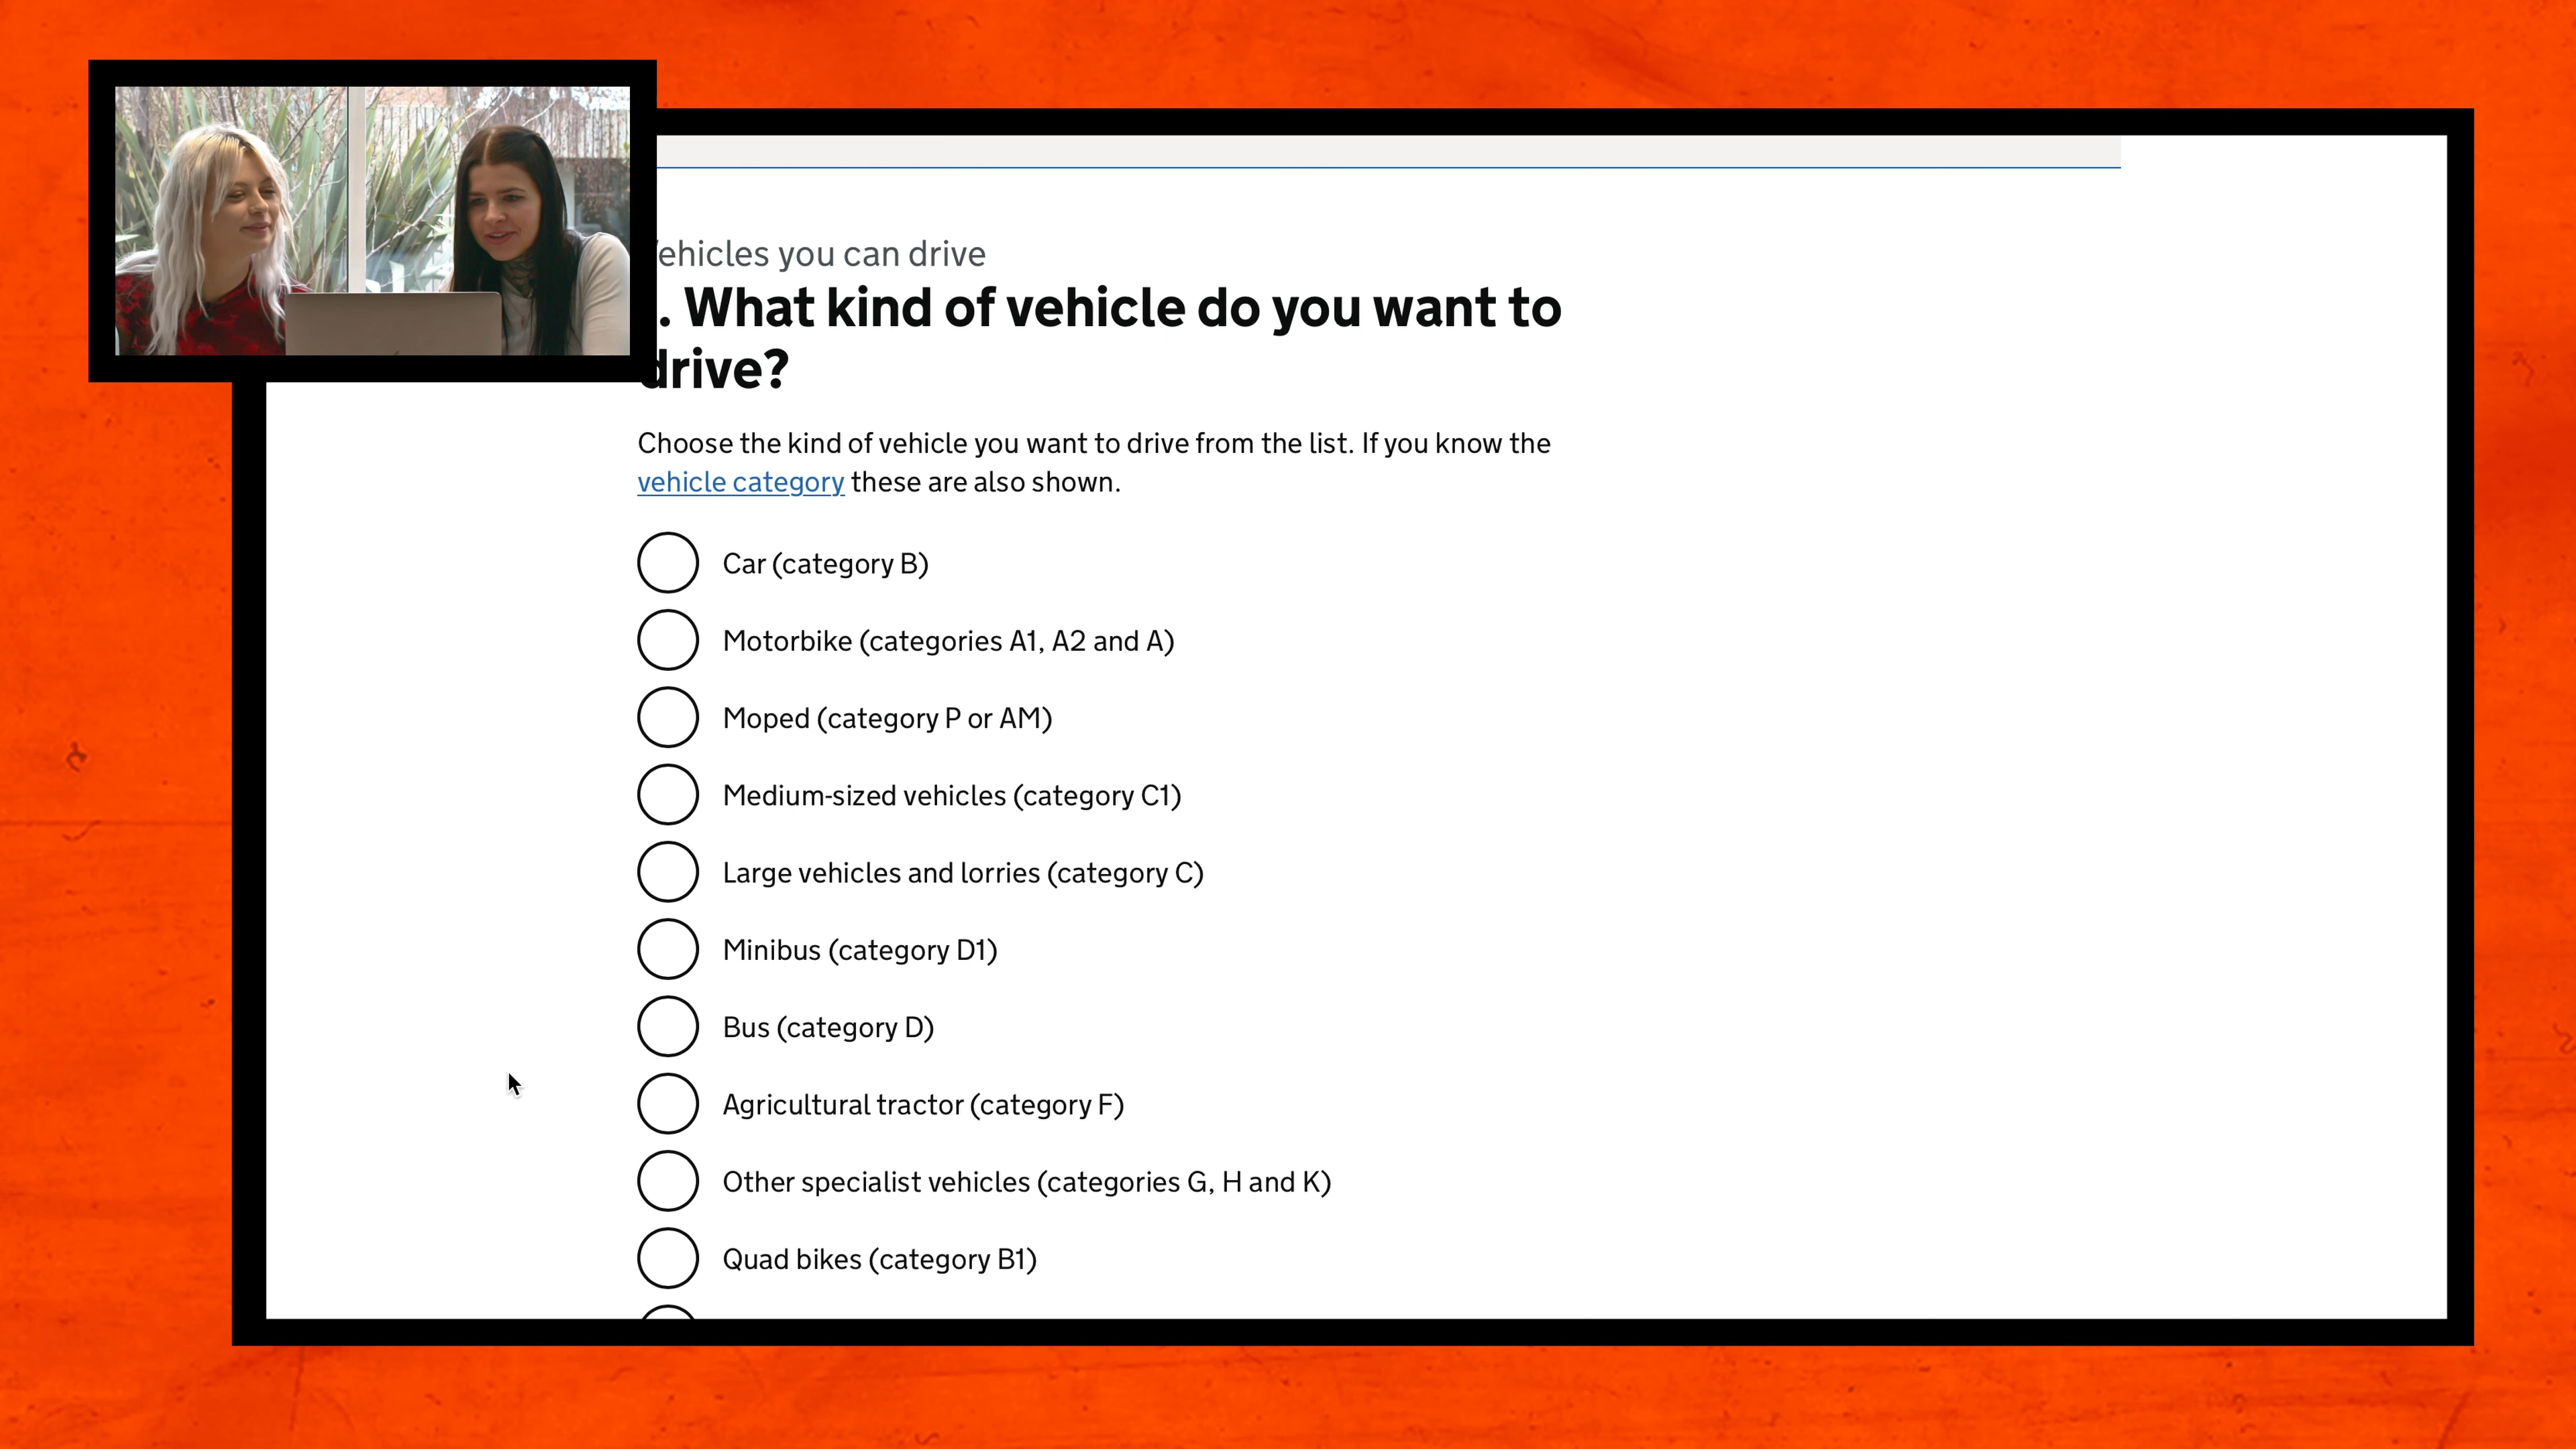 ehicles you can drive
. What kind of vehicle do you want to
drive?
Choose the kind of vehicle you want to drive from the list. If you know the
vehicle category these are also shown.
Car (category B)
Motorbike (categories A1, A2 and A)
Moped (category P or AM)
Medium-sized vehicles (category C1)
Large vehicles and lorries (category C)
Minibus (category D1)
Bus (category D)
Agricultural tractor (category F)
Other specialist vehicles (categories G, H and K)
Quad bikes (category B1)